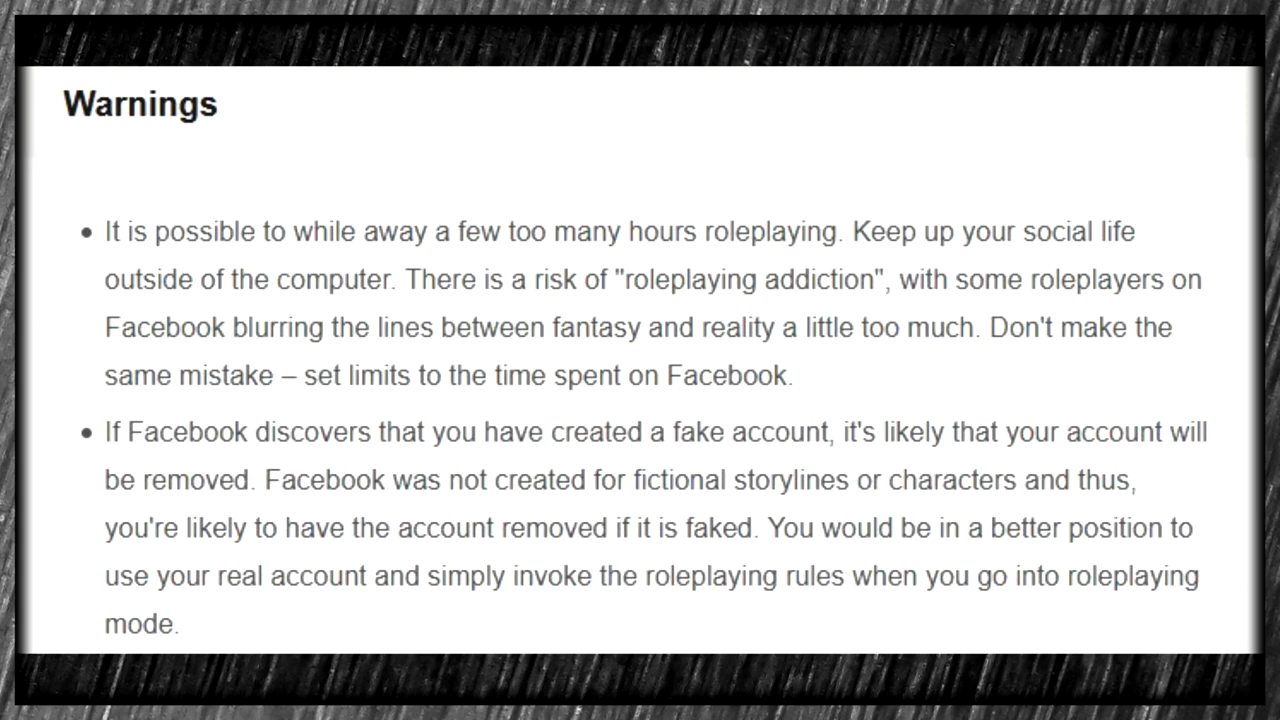 Warnings
• It is possible to while away a few too many hours roleplaying. Keep up your social life
outside of the computer. There is a risk of "roleplaying addiction", with some roleplayers on
Facebook blurring the lines between fantasy and reality a little too much. Don't make the
same mistake – set limits to the time spent on Facebook.
• If Facebook discovers that you have created a fake account, it's likely that your account will
be removed. Facebook was not created for fictional storylines or characters and thus,
you're likely to have the account removed if it is faked. You would be in a better position to
use your real account and simply invoke the roleplaying rules when you go into roleplaying
mode.